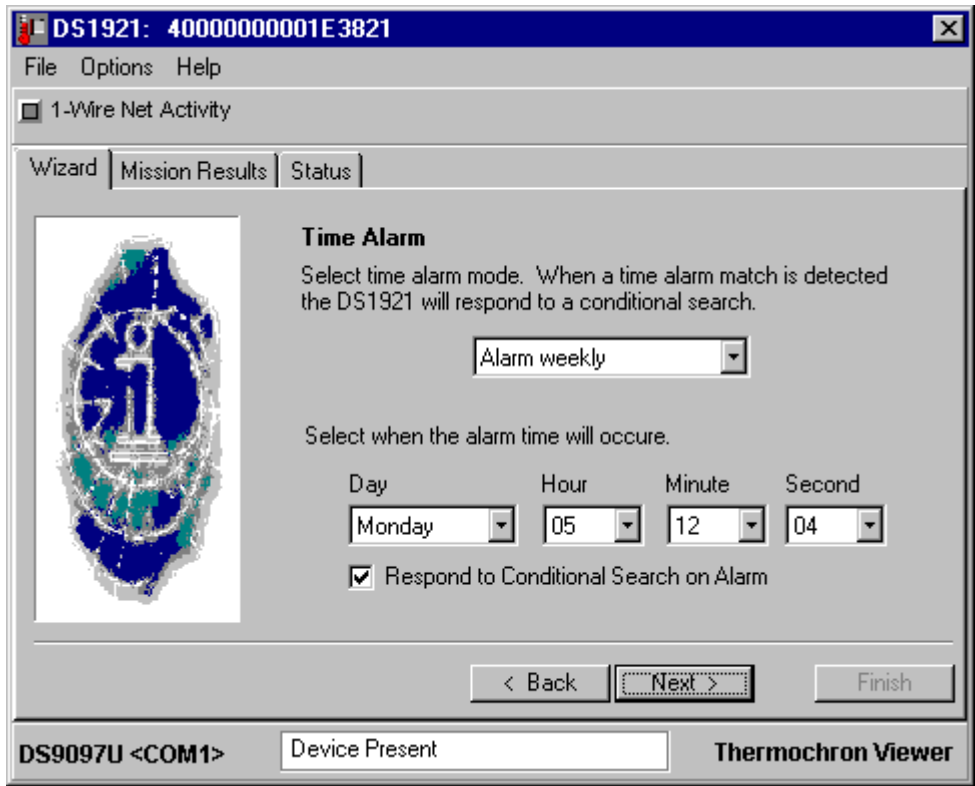 DS1921: 40000000001E3821
File Options Help
1-Wire Net Activity
Wizard Mission Results Status
Time Alarm
Select time alarm mode. When a time alarm match is detected
the DS1921 will respond to a conditional search.
Alarm weekly
Select when the alarm time will occure.
Day Hour Minute Second
Monday 05 12 04
Respond to Conditional Search on Alarm
< Back Next > Finish
DS9097U <COM1> Device Present Thermochron Viewer